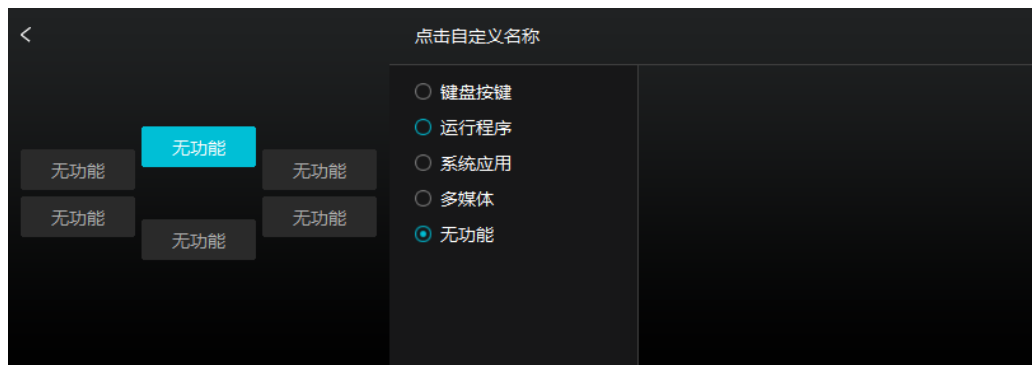 点击自定义名称
无功能
无功能
无功能
无功能
无功能
无功能
键盘按键
运行程序
系统应用
多媒体
无功能